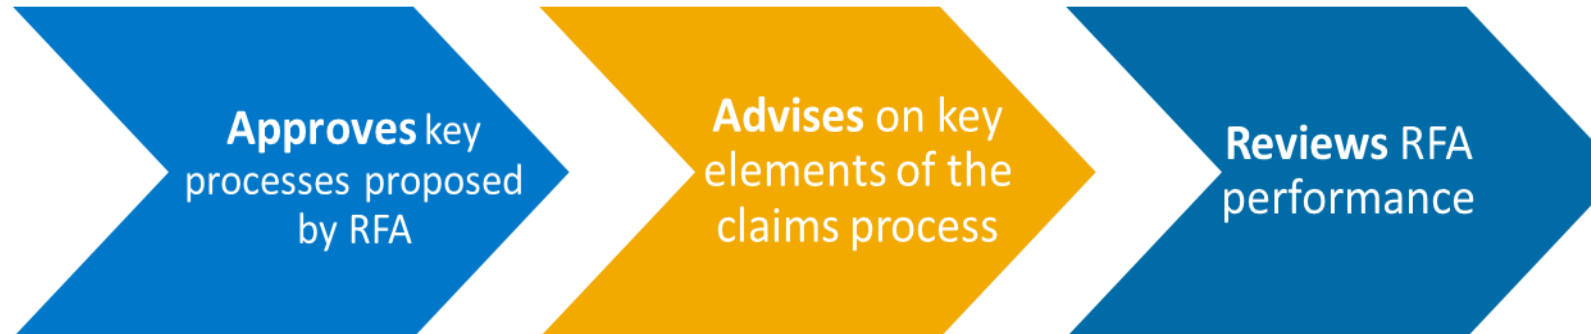 Approves key
processes proposed
by RFA
Advises on key
elements of the
claims process
Reviews RFA
performance